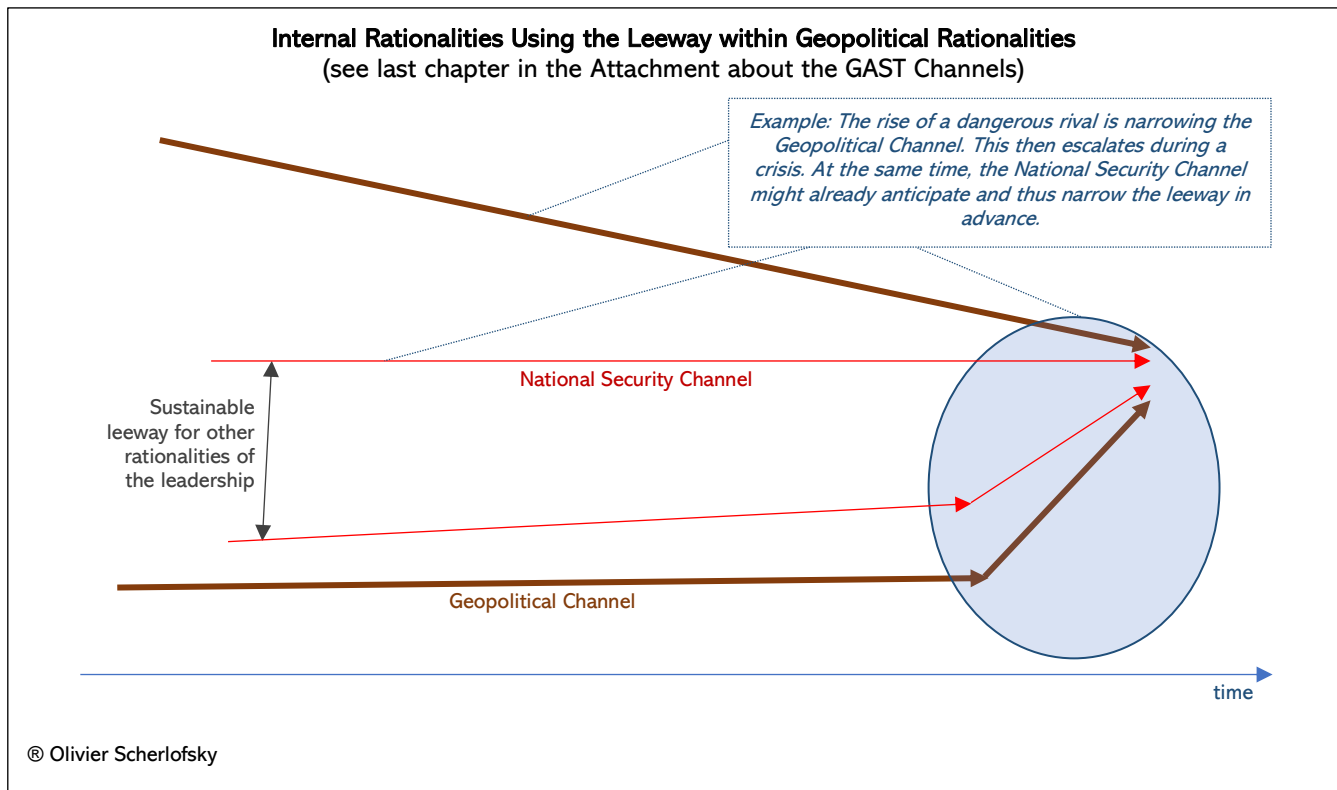 Internal Rationalities Using the Leeway within Geopolitical Rationalities
(see last chapter in the Attachment about the GAST Channels)
Example: The rise of a dangerous rival is narrowing the
Geopolitical Channel. This then escalates during a
crisis. At the same time, the National Security Channel
might already anticipate and thus narrow the leeway in
advance.
National Security Channel
Sustainable
leeway for other
rationalities of
the leadership
Geopolitical Channel
time
® Olivier Scherlofsky